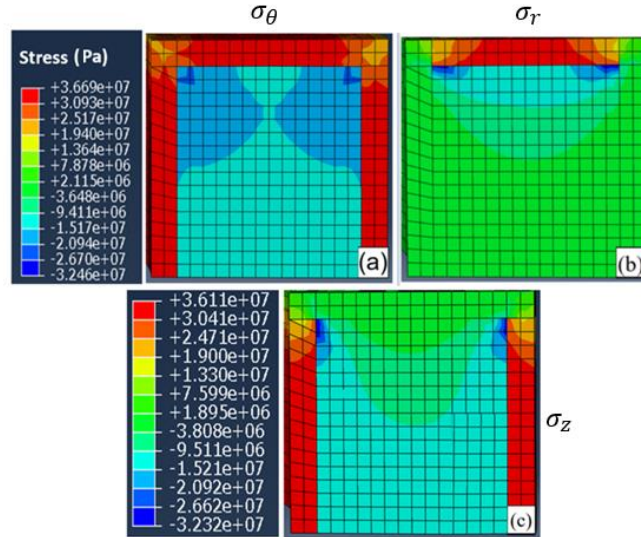 σθ
σr
Stress (Pa)
+3.669e+07
+3.093e+07
+2.517e+07
+1.940e+07
+1.364e+07
+7.878e+06
+2.115e+06
-3.648e+06
-9.411e+06
-1.517e+07
-2.094e+07
-2.670e+07
-3.246e+07
(a)
(b)
+3.611e+07
+3.041e+07
+2.471e+07
+1.900e+07
+1.330e+07
+7.599e+06
+1.895e+06
-3.808e+06
-9.511e+06
-1.521e+07
-2.092e+07
-2.662e+07
-3.232e+07
σz
(c)